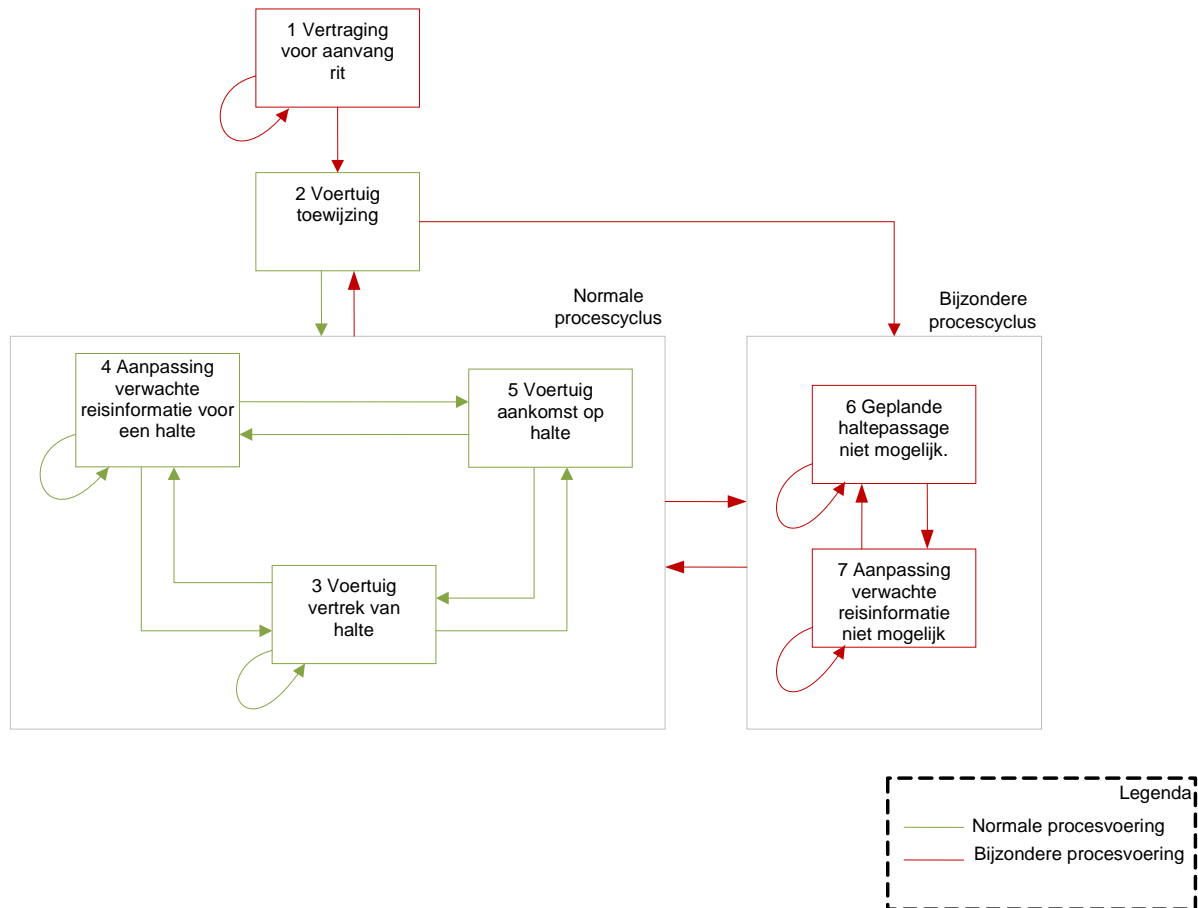 1 Vertraging
voor aanvang
rit
2 Voertuig
toewijzing
Normale
procescyclus
Bijzondere
procescyclus
4 Aanpassing
verwachte
reisinformatie voor
een halte
5 Voertuig
aankomst op
halte
6 Geplande
haltepassage
niet mogelijk.
3 Voertuig
vertrek van
halte
7 Aanpassing
verwachte
reisinformatie
niet mogelijk
Legenda
Normale procesvoering
Bijzondere procesvoering